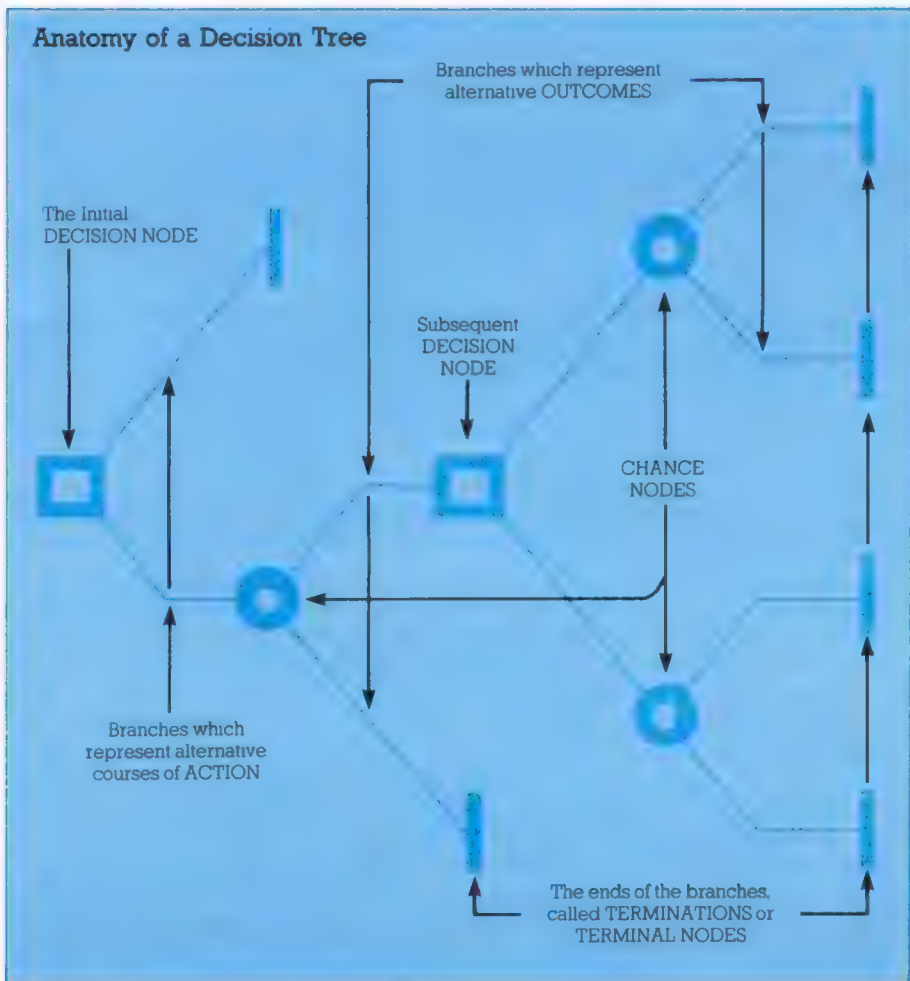 Anatomy of a Decision Tree
Branches which represent
alternative OUTCOMES
The Initial
DECISION NODE
Subsequent
DECISION
NODE
CHANCE
NODES
Branches which
represent alternative
courses of ACTION
The ends of the branches,
called TERMINATIONS or
TERMINAL NODES